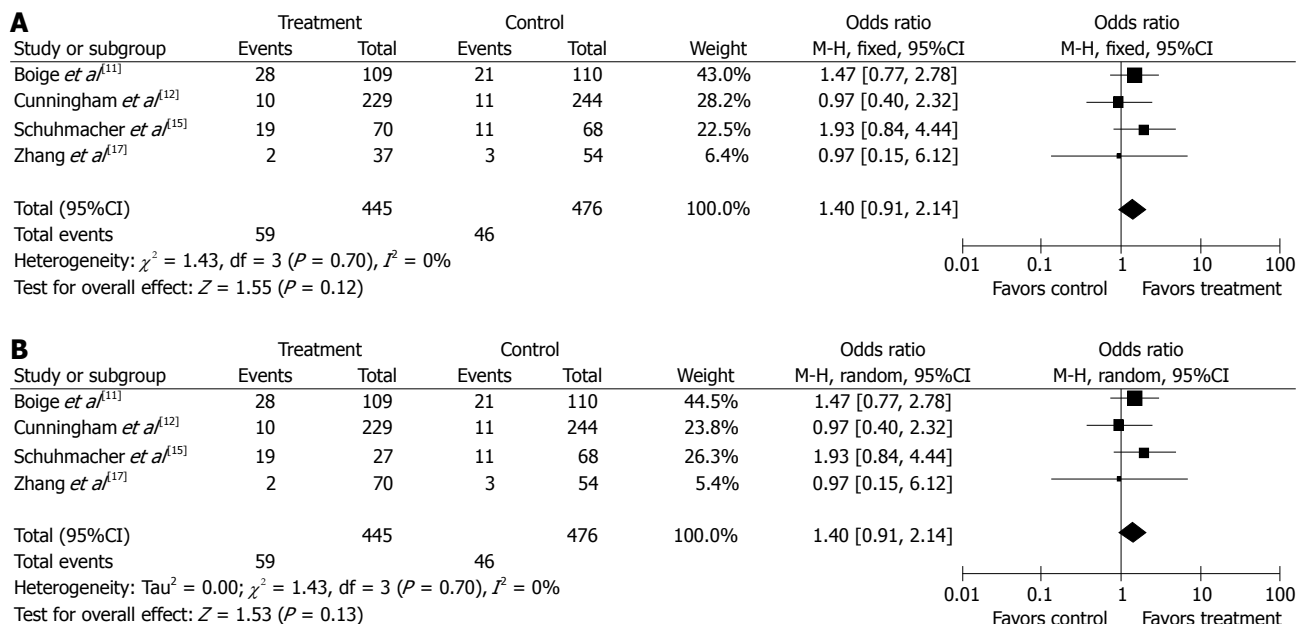 A
Treatment Control Odds ratio Odds ratio
Study or subgroup Events Total Events Total Weight M-H, fixed, 95%CI M-H, fixed, 95%CI
Boige et al[11] 28 109 21 110 43.0% 1.47 [0.77, 2.78]
Cunningham et al[12] 10 229 11 244 28.2% 0.97 [0.40, 2.32]
Schuhmacher et al[15] 19 70 11 68 22.5% 1.93 [0.84, 4.44]
Zhang et al[17] 2 37 3 54 6.4% 0.97 [0.15, 6.12]
Total (95%CI) 445 476 100.0% 1.40 [0.91, 2.14]
Total events 59 46
Heterogeneity: χ² = 1.43, df = 3 (P = 0.70), I² = 0%
Test for overall effect: Z = 1.55 (P = 0.12)
0.01 0.1 1 10 100
Favors control Favors treatment
B
Treatment Control Odds ratio Odds ratio
Study or subgroup Events Total Events Total Weight M-H, random, 95%CI M-H, random, 95%CI
Boige et al[11] 28 109 21 110 44.5% 1.47 [0.77, 2.78]
Cunningham et al[12] 10 229 11 244 23.8% 0.97 [0.40, 2.32]
Schuhmacher et al[15] 19 27 11 68 26.3% 1.93 [0.84, 4.44]
Zhang et al[17] 2 70 3 54 5.4% 0.97 [0.15, 6.12]
Total (95%CI) 445 476 100.0% 1.40 [0.91, 2.14]
Total events 59 46
Heterogeneity: Tau² = 0.00; χ² = 1.43, df = 3 (P = 0.70), I² = 0%
Test for overall effect: Z = 1.53 (P = 0.13)
0.01 0.1 1 10 100
Favors control Favors treatment